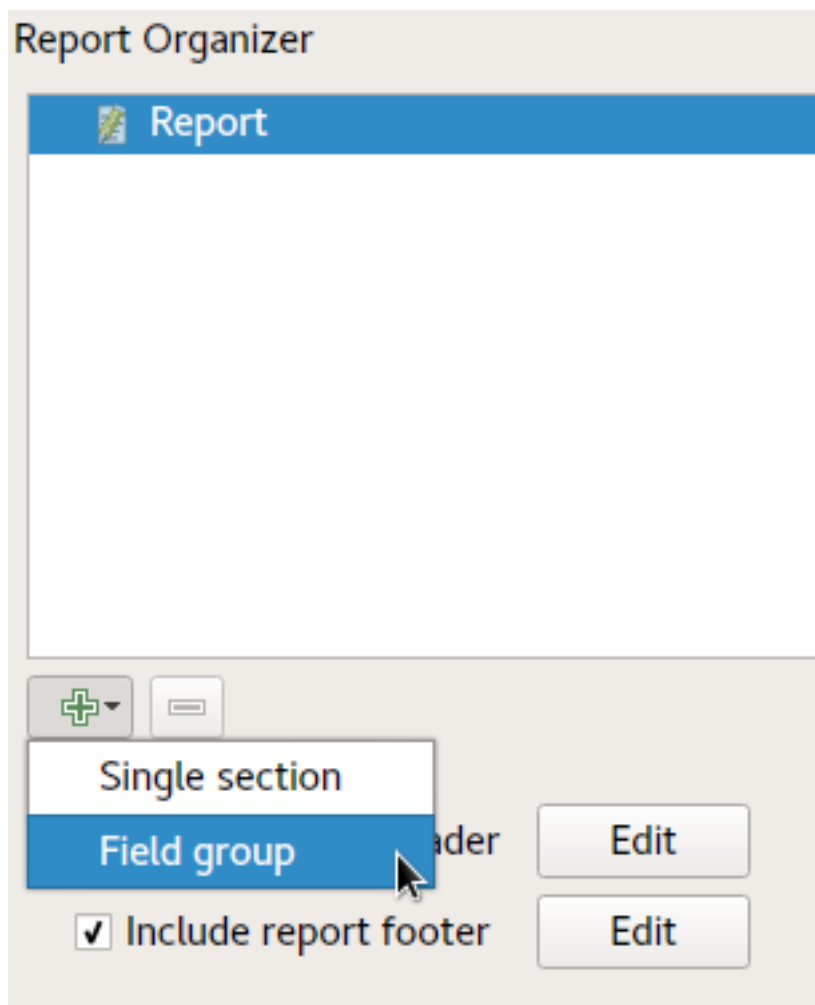 Report Organizer
Report
Single section
Field group
ader Edit
Include report footer Edit